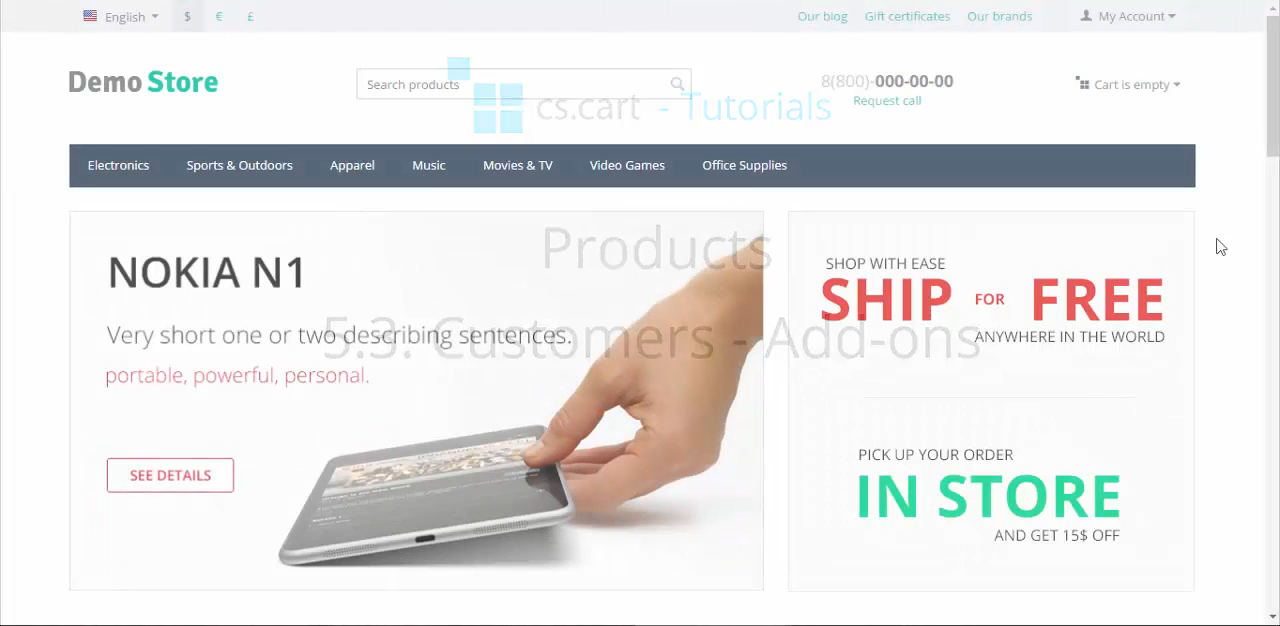 English
$
€
£
Our blog
Gift certificates
Our brands
My Account
Demo Store
Search products
cs.cart - Tutorials
8(800)-000-00-00
Request call
Cart is empty
Electronics
Sports & Outdoors
Apparel
Music
Movies & TV
Video Games
Office Supplies
Products
NOKIA N1
Very short one or two describing sentences.
5.3. Customers - Add-ons
portable, powerful, personal.
SEE DETAILS
SHOP WITH EASE
SHIP FOR FREE
ANYWHERE IN THE WORLD
PICK UP YOUR ORDER
IN STORE
AND GET 15$ OFF